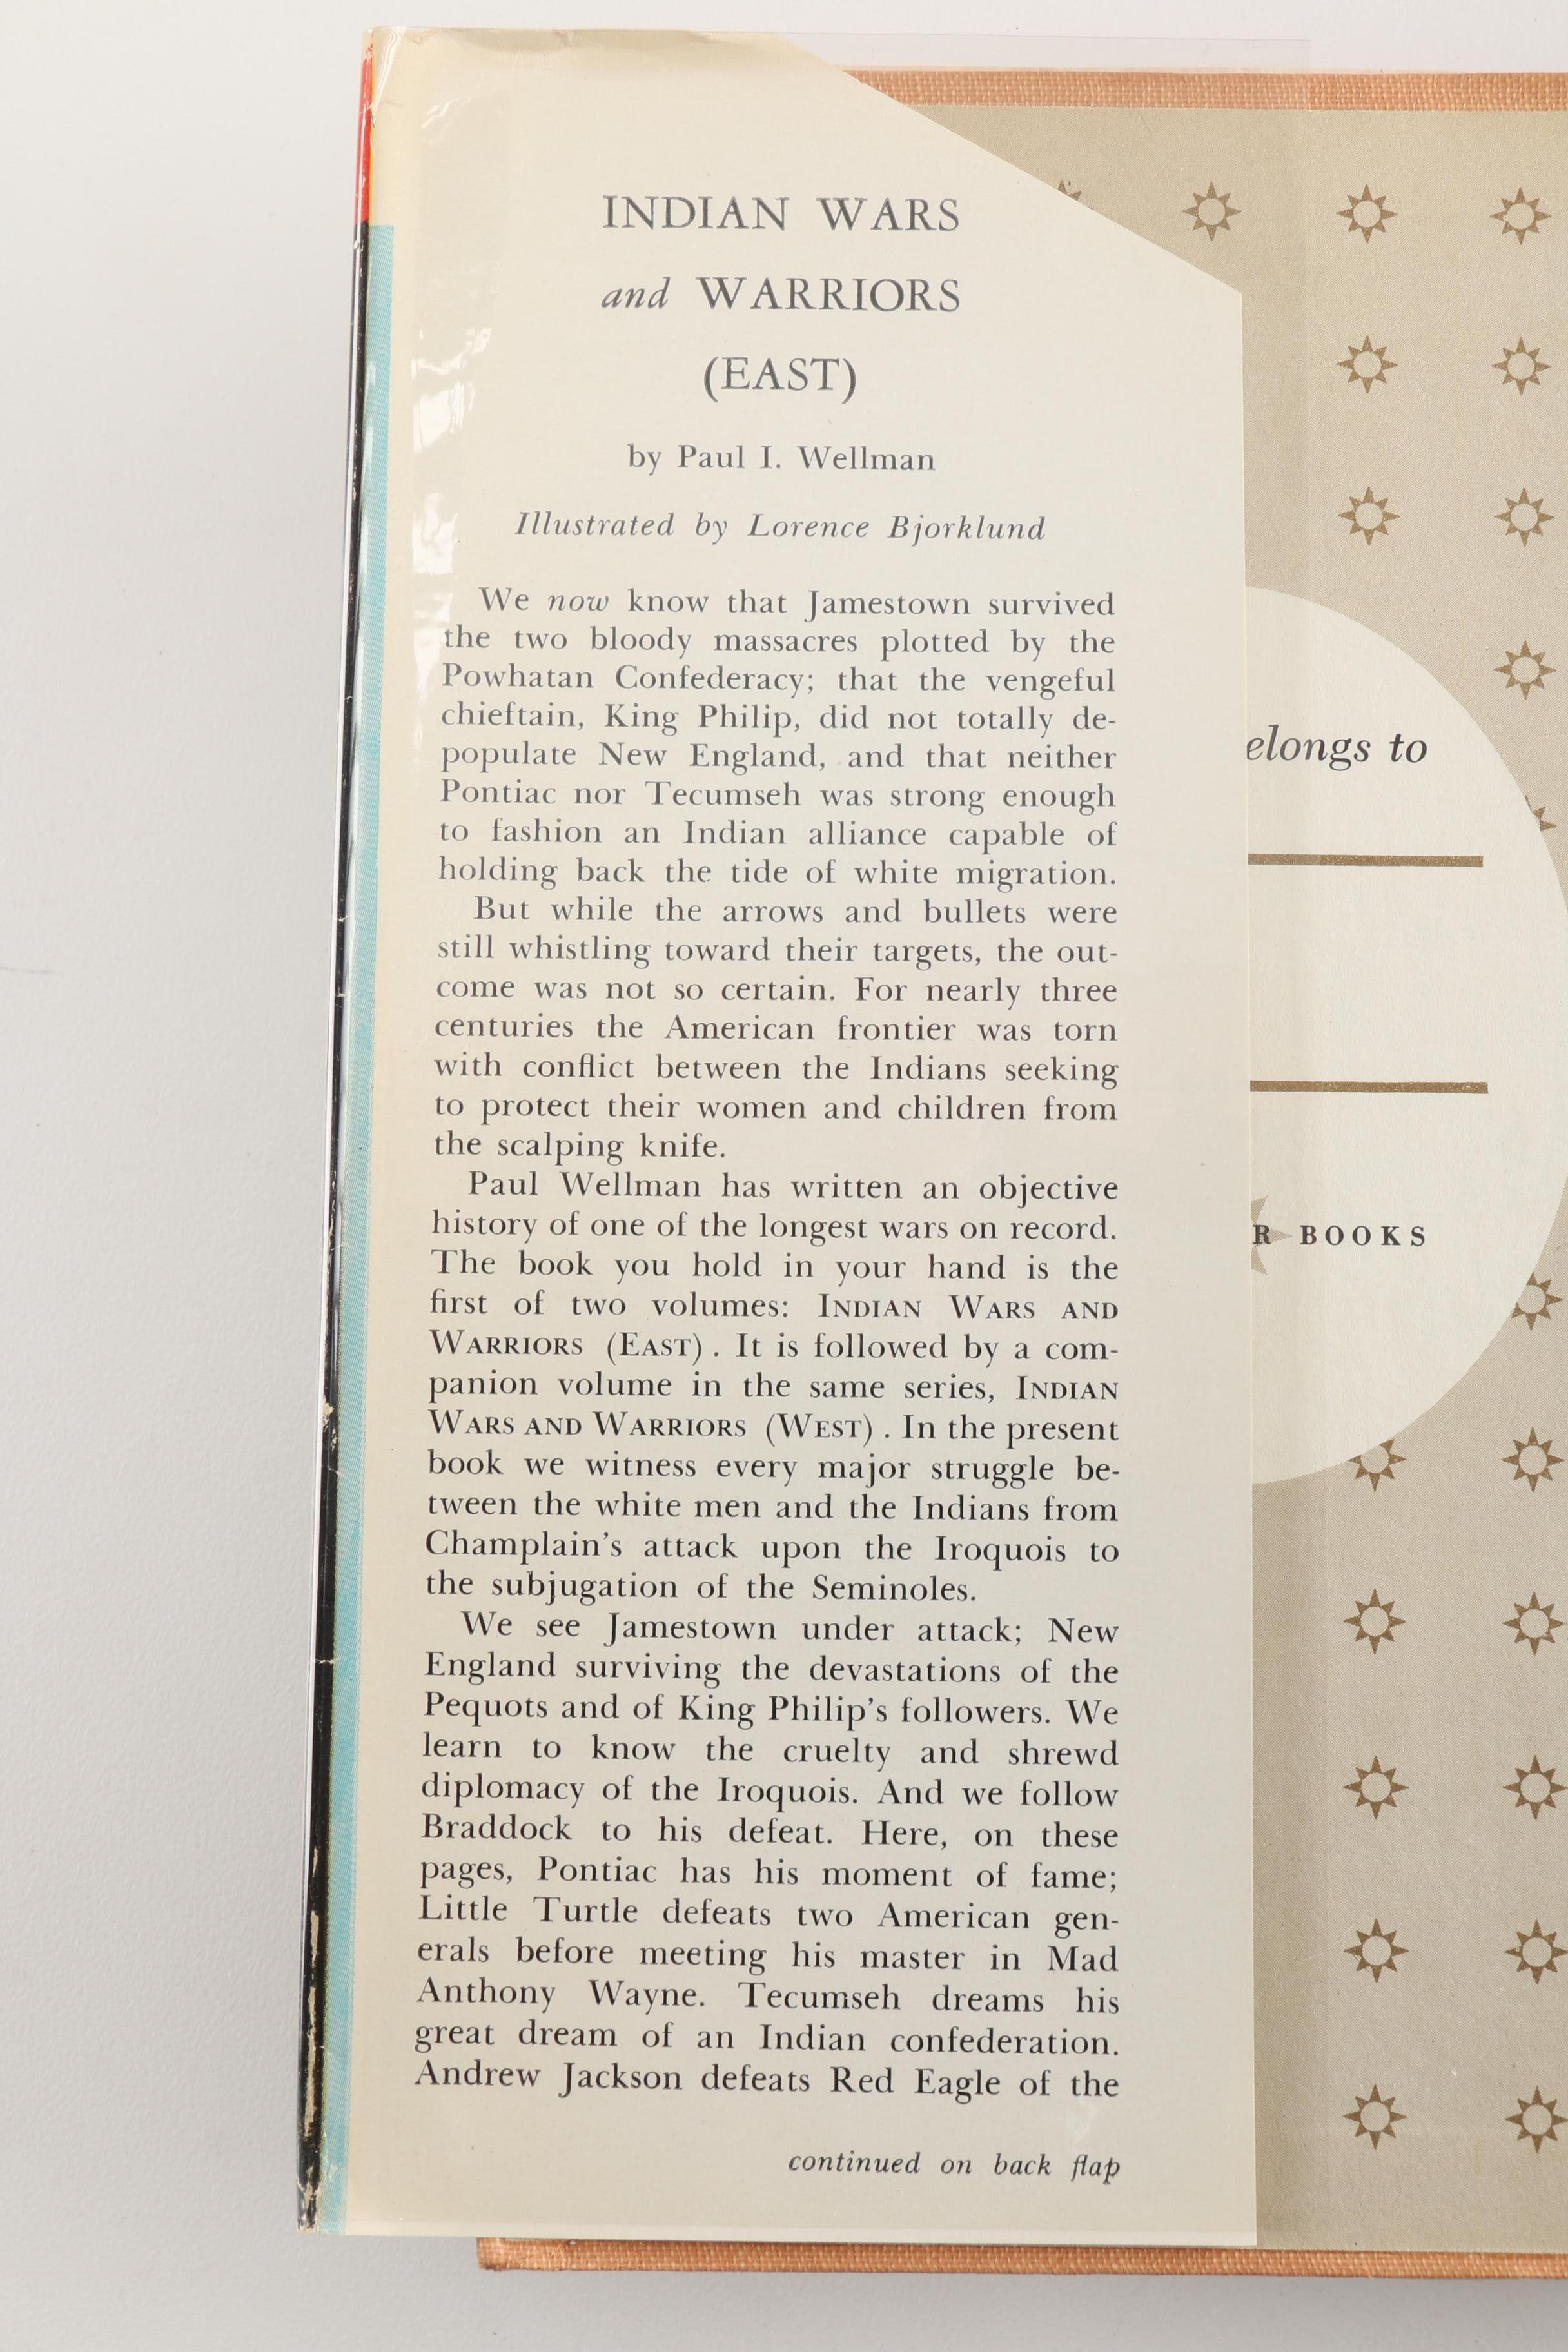 INDIAN WARS
and WARRIORS
(EAST)
by Paul I. Wellman
Illustrated by Lorence Bjorklund
We now know that Jamestown survived
the two bloody massacres plotted by the
Powhatan Confederacy; that the vengeful
chieftain, King Philip, did not totally de-
populate New England, and that neither
Pontiac nor Tecumseh was strong enough
to fashion an Indian alliance capable of
holding back the tide of white migration.
But while the arrows and bullets were
still whistling toward their targets, the out-
come was not so certain. For nearly three
centuries the American frontier was torn
with conflict between the Indians seeking
to protect their women and children from
the scalping knife.
Paul Wellman has written an objective
history of one of the longest wars on record.
The book you hold in your hand is the
first of two volumes: INDIAN WARS AND
WARRIORS (EAST). It is followed by a com-
panion volume in the same series, INDIAN
WARS AND WARRIORS (WEST). In the present
book we witness every major struggle be-
tween the white men and the Indians from
Champlain's attack upon the Iroquois to
the subjugation of the Seminoles.
We see Jamestown under attack; New
England surviving the devastations of the
Pequots and of King Philip's followers. We
learn to know the cruelty and shrewd
diplomacy of the Iroquois. And we follow
Braddock to his defeat. Here, on these
pages, Pontiac has his moment of fame;
Little Turtle defeats two American gen-
erals before meeting his master in Mad
Anthony Wayne. Tecumseh dreams his
great dream of an Indian confederation.
Andrew Jackson defeats Red Eagle of the
continued on back flap
elongs to
R BOOKS